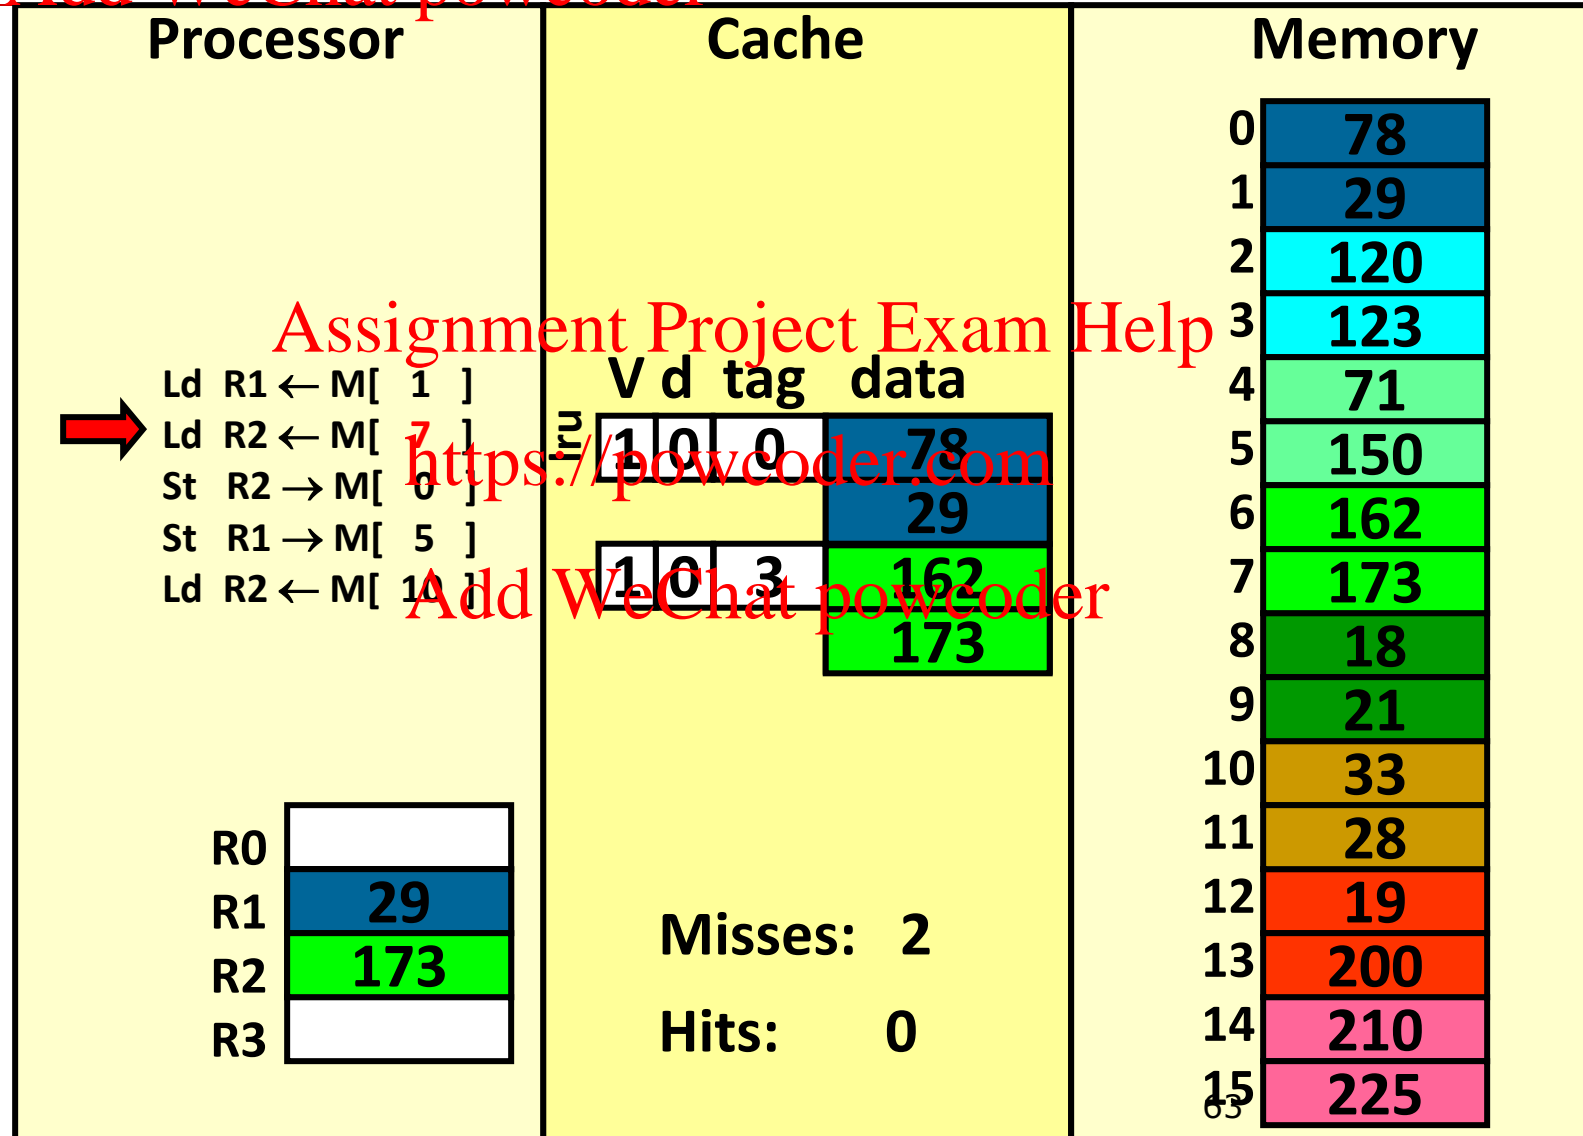 Add WeChat powcoder
Processor
Cache
Memory
0 78
1 29
2 120
3 123
4 71
5 150
6 162
7 173
8 18
9 21
10 33
11 28
12 19
13 200
14 210
15 225
Assignment Project Exam Help
https://powcoder.com
Add WeChat powcoder
Ld R1 ← M[ 1 ]
Ld R2 ← M[ 7 ]
St R2 → M[ 0 ]
St R1 → M[ 5 ]
Ld R2 ← M[ 10 ]
V d tag data
lru
1 0 0 78
29
1 0 3 162
173
R0
R1 29
R2 173
R3
Misses: 2
Hits: 0
63